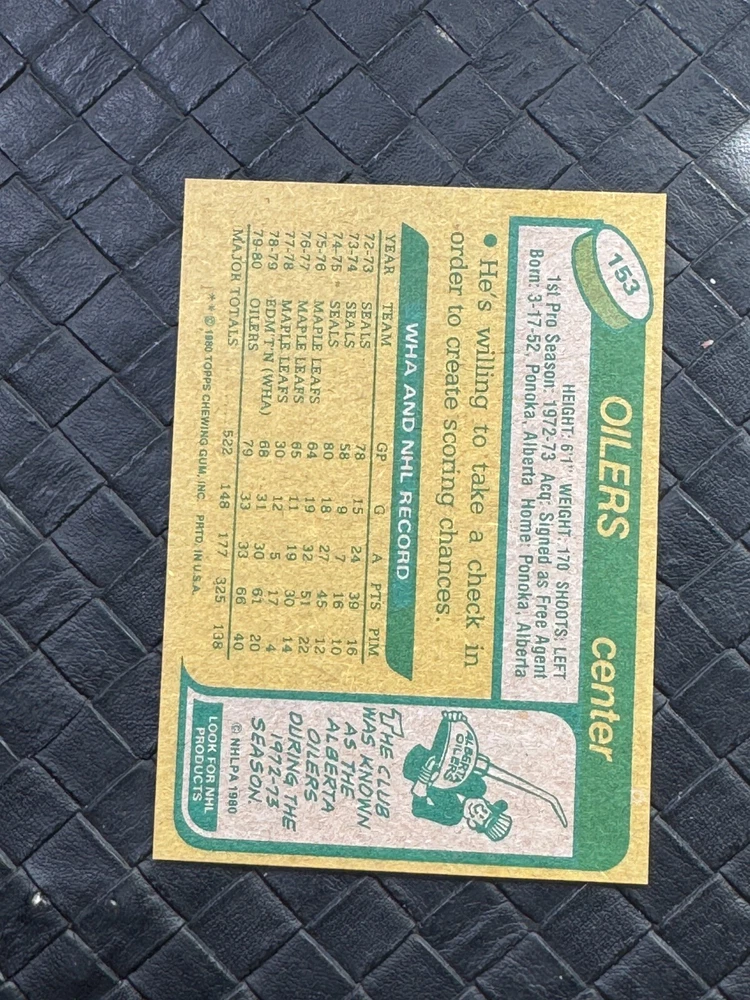 153
OILERS center
HEIGHT: 6'1" WEIGHT: 170 SHOOTS: LEFT
1st Pro Season: 1972-73 Acq: Signed as Free Agent
Born: 3-17-52, Ponoka, Alberta Home: Ponoka, Alberta
● He's willing to take a check in
order to create scoring chances.
WHA AND NHL RECORD
YEAR TEAM GP G A PTS PIM
72-73 SEALS 78 15 24 39 16
73-74 SEALS 58 9 7 16 10
74-75 SEALS 80 18 27 45 12
75-76 MAPLE LEAFS 64 19 32 51 22
76-77 MAPLE LEAFS 65 11 19 30 14
77-78 MAPLE LEAFS 30 12 5 17 4
78-79 EDM'T'N (WHA) 68 31 30 61 20
79-80 OILERS 79 33 33 66 40
MAJOR TOTALS 522 148 177 325 138
** © 1980 TOPPS CHEWING GUM, INC. PRTD. IN U.S.A.
ALBERTA
OILERS
THE CLUB
WAS KNOWN
AS THE
ALBERTA
OILERS
DURING THE
1972-73
SEASON.
© NHLPA 1980
LOOK FOR NHL
PRODUCTS